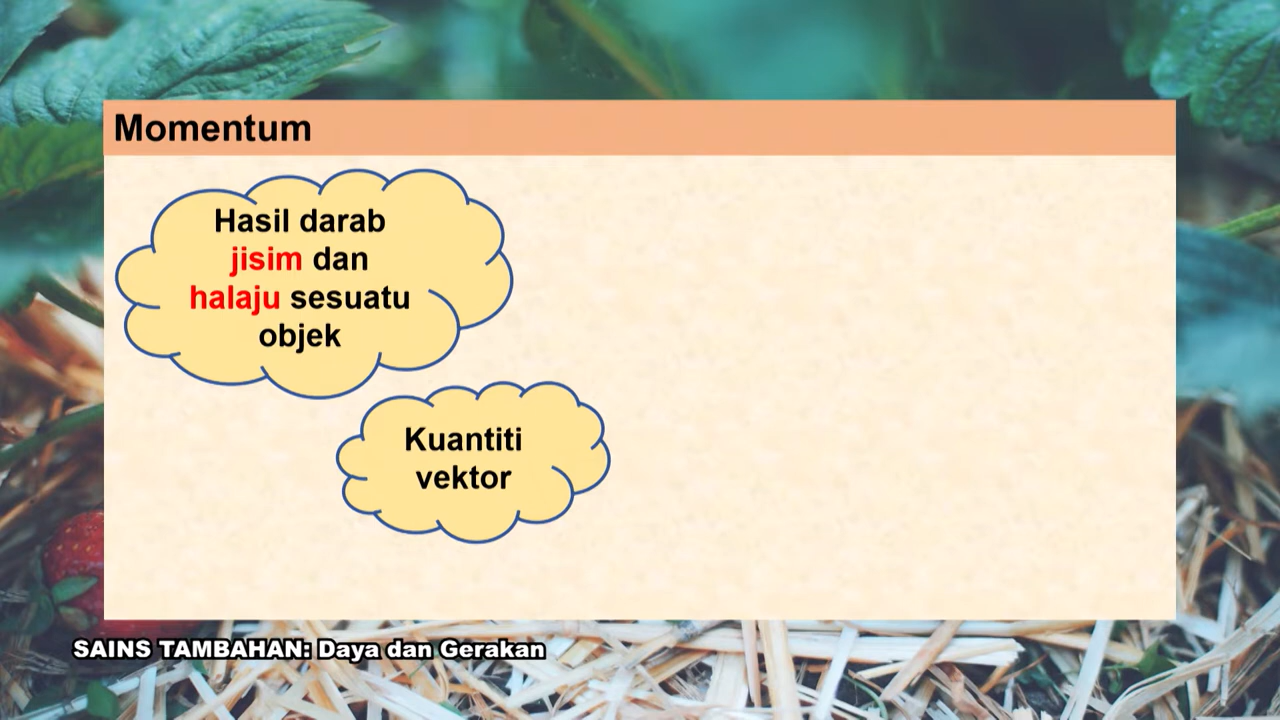 Momentum
Hasil darab
jisim dan
halaju sesuatu
objek
Kuantiti
vektor
SAINS TAMBAHAN: Daya dan Gerakan